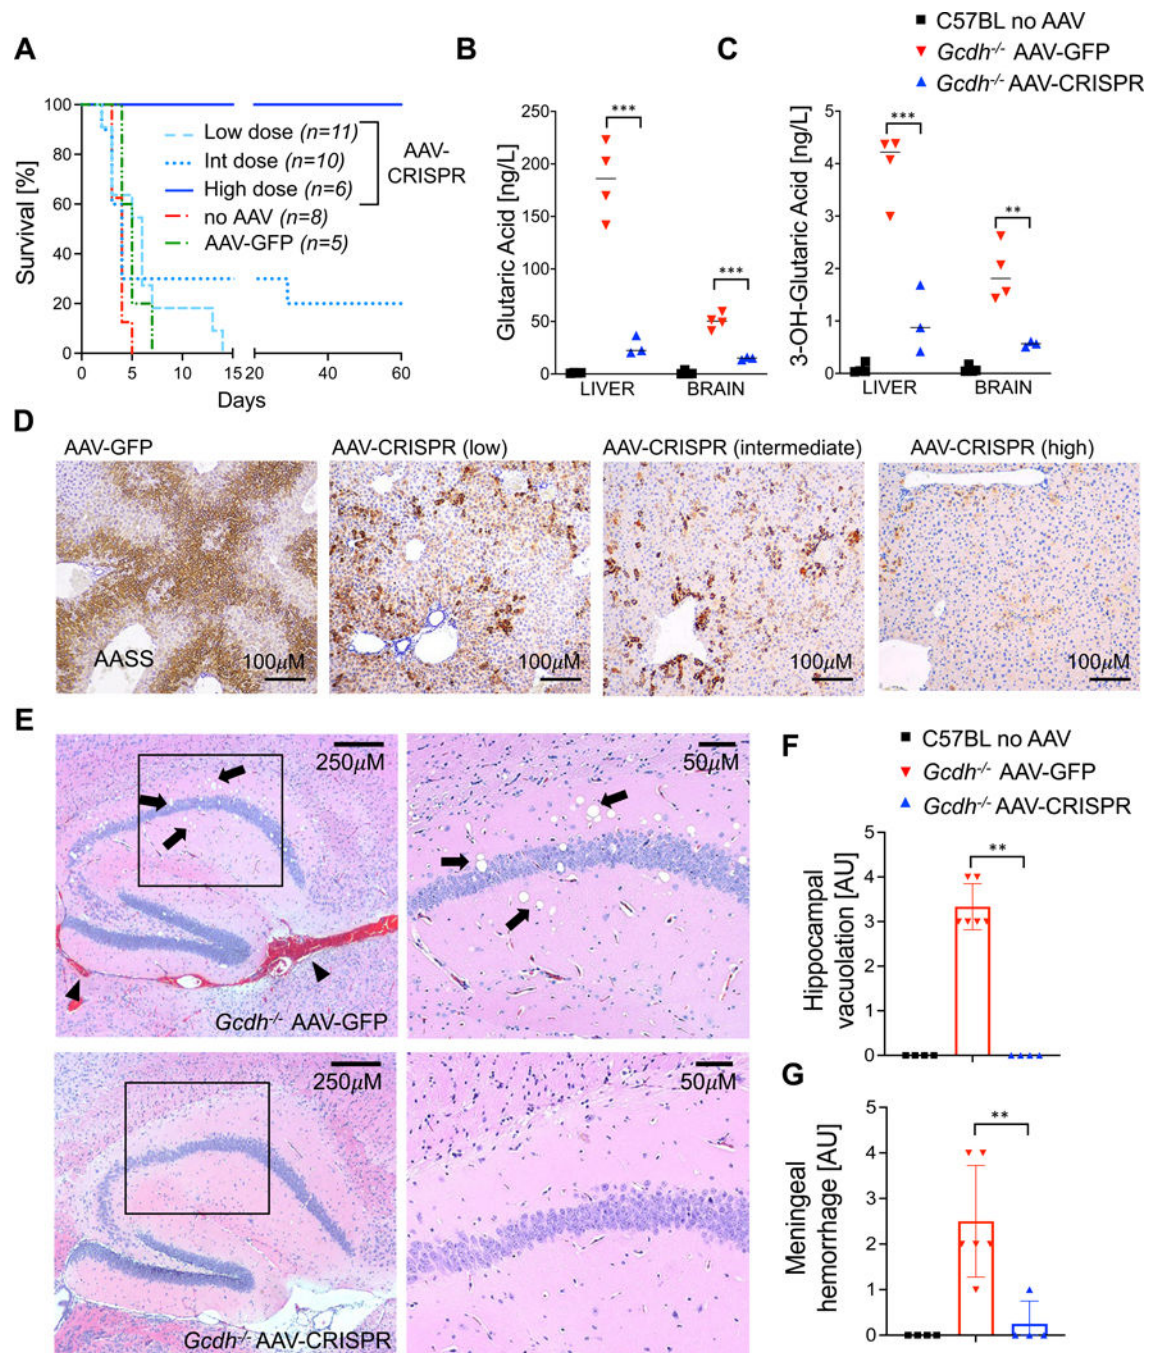 C57BL no AAV
Gcdh-/- AAV-GFP
Gcdh-/- AAV-CRISPR
A
Survival [%]
100
80
60
40
20
0
Low dose (n=11)
Int dose (n=10)
High dose (n=6)
no AAV (n=8)
AAV-GFP (n=5)
AAV-
CRISPR
0 5 10 15 20 40 60
Days
B
Glutaric Acid [ng/L]
250
200
150
100
50
0
***
***
LIVER BRAIN
C
3-OH-Glutaric Acid [ng/L]
5
4
3
2
1
0
***
**
LIVER BRAIN
D
AAV-GFP
AASS
100µM
AAV-CRISPR (low)
100µM
AAV-CRISPR (intermediate)
100µM
AAV-CRISPR (high)
100µM
E
250µM
Gcdh-/- AAV-GFP
50µM
250µM
Gcdh-/- AAV-CRISPR
50µM
F
C57BL no AAV
Gcdh-/- AAV-GFP
Gcdh-/- AAV-CRISPR
Hippocampal
vacuolation [AU]
5
4
3
2
1
0
**
G
Meningeal
hemorrhage [AU]
5
4
3
2
1
0
**